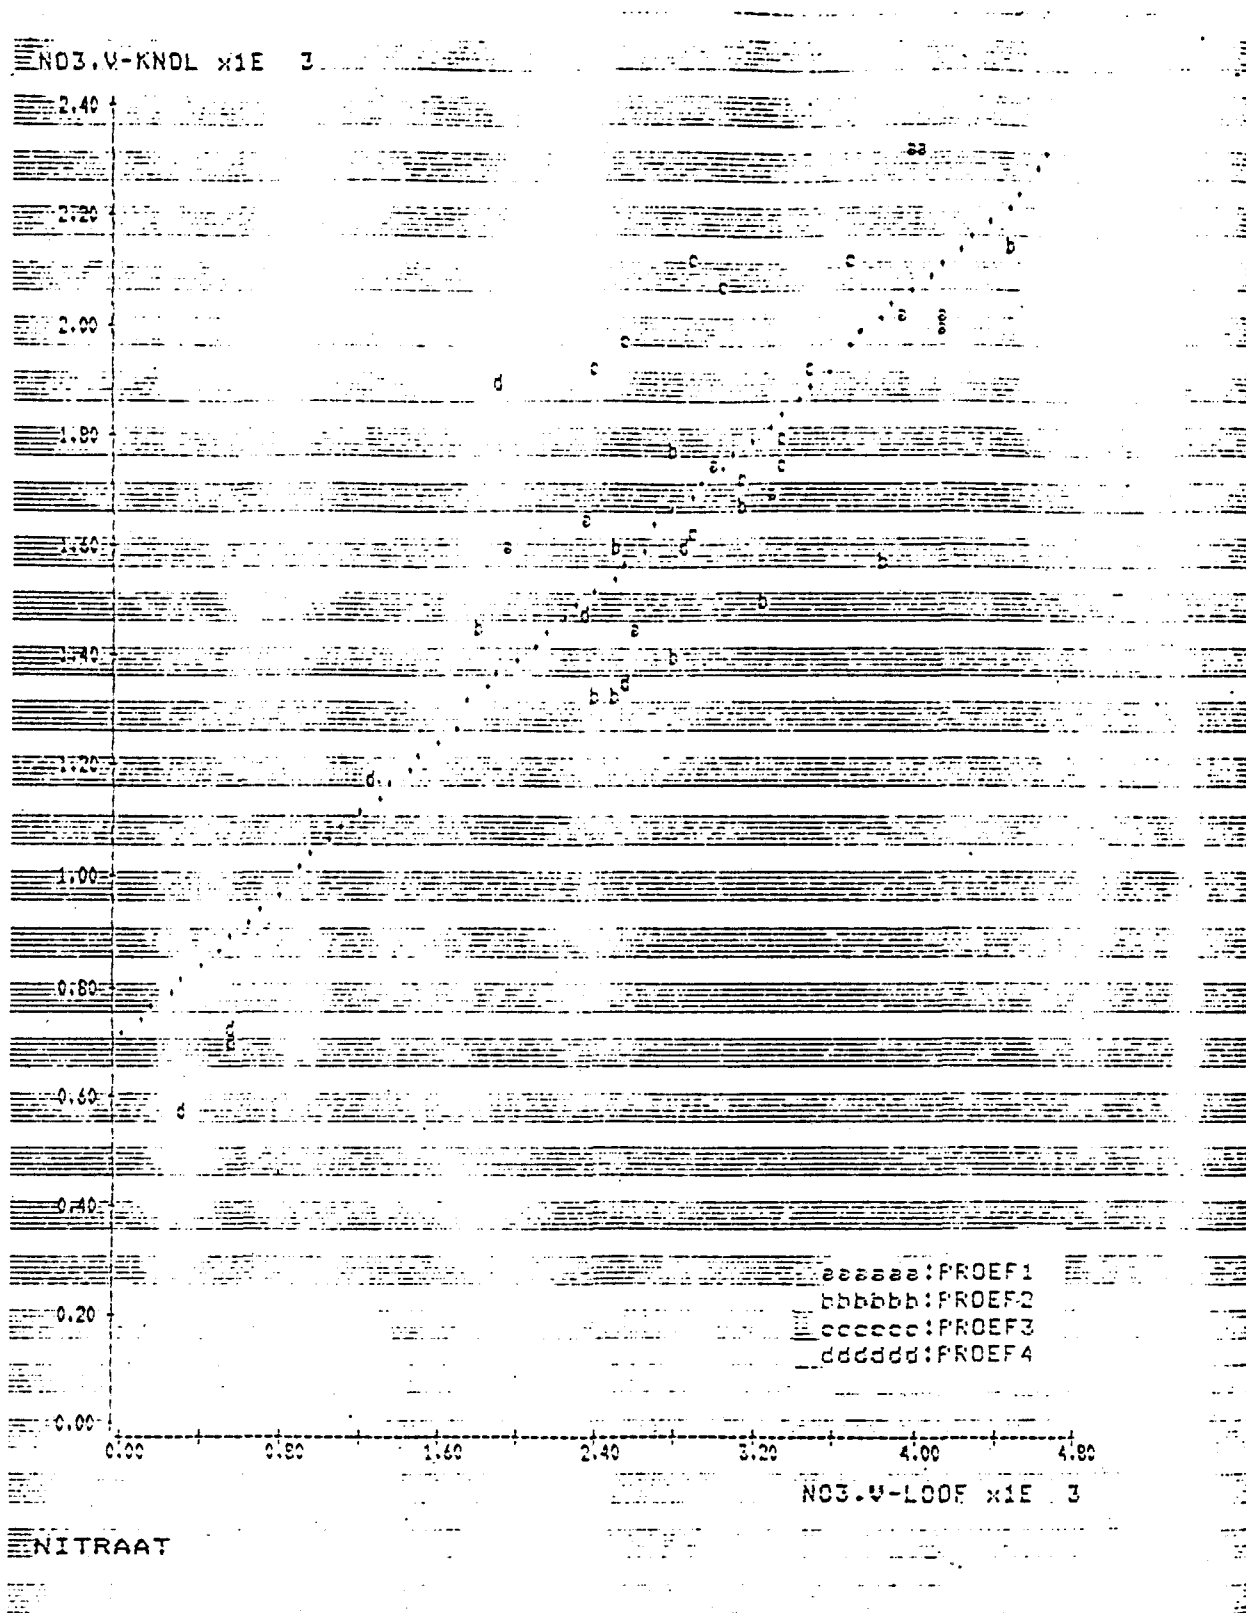 NO3.V-KNOL x1E 3
2.40
2.20
aa
b
c c
c
2.00
a a
a
c
c c
d
1.80
b
a
c
b
a
1.60
a b d
b
b
d
b a
1.40
b
d
b b
1.20
d
1.00
0.80
0.60
d
0.40
aaaaaa:PROEF1
bbbbbb:PROEF2
0.20
cccccc:PROEF3
dddddd:PROEF4
0.00
0.00 0.80 1.60 2.40 3.20 4.00 4.80
NO3.V-LOOF x1E 3
NITRAAT